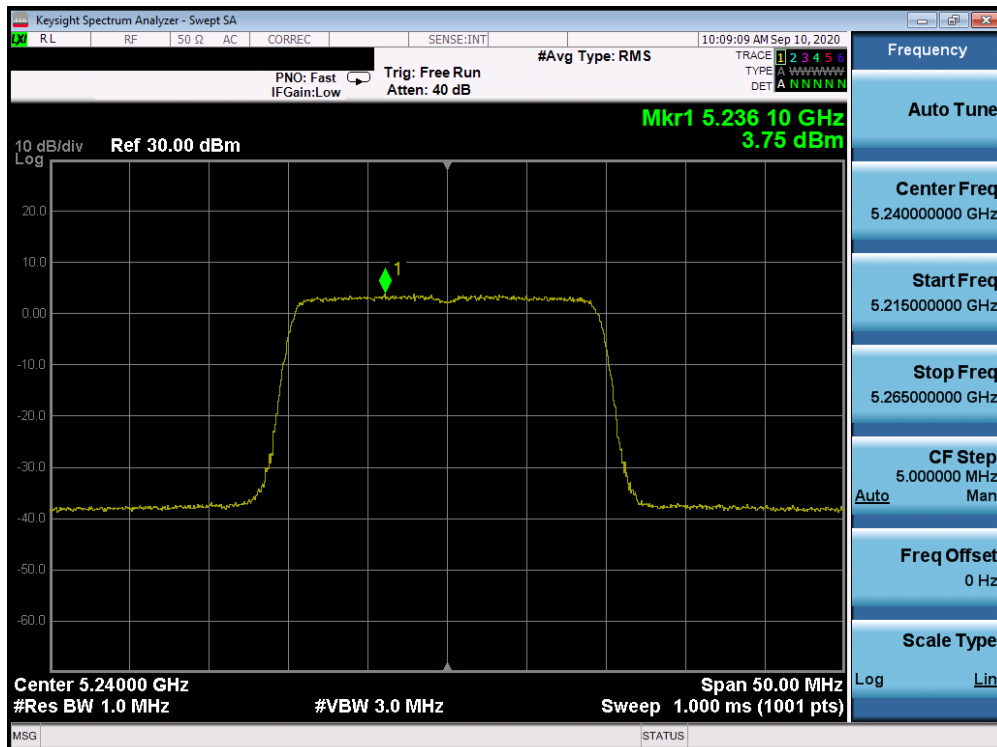 Keysight Spectrum Analyzer - Swept SA
LXI RL RF 50 Ω AC CORREC SENSE:INT 10:09:09 AM Sep 10, 2020
PNO: Fast
IFGain:Low
Trig: Free Run
Atten: 40 dB
#Avg Type: RMS
TRACE 1 2 3 4 5 6
TYPE A WWWWW
DET A N N N N N
Mkr1 5.236 10 GHz
3.75 dBm
10 dB/div Ref 30.00 dBm
Log
20.0
10.0
1
0.00
-10.0
-20.0
-30.0
-40.0
-50.0
-60.0
Center 5.24000 GHz Span 50.00 MHz
#Res BW 1.0 MHz #VBW 3.0 MHz Sweep 1.000 ms (1001 pts)
MSG STATUS
Frequency
Auto Tune
Center Freq
5.240000000 GHz
Start Freq
5.215000000 GHz
Stop Freq
5.265000000 GHz
CF Step
5.000000 MHz
Auto Man
Freq Offset
0 Hz
Scale Type
Log Lin